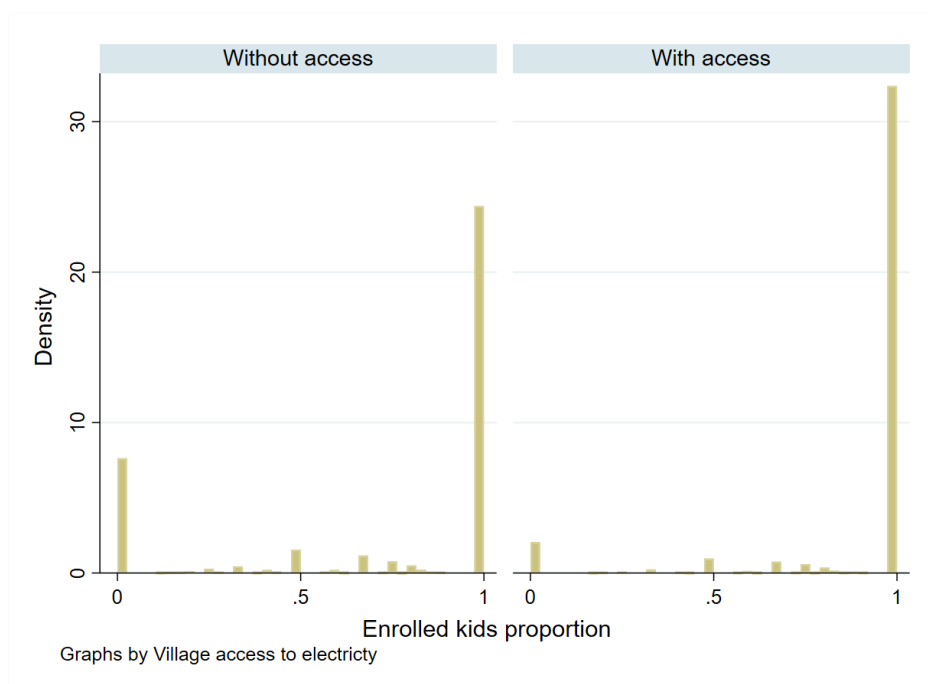 Without access
With access
Density
30
20
10
0
0
.5
1
0
.5
1
Enrolled kids proportion
Graphs by Village access to electricty